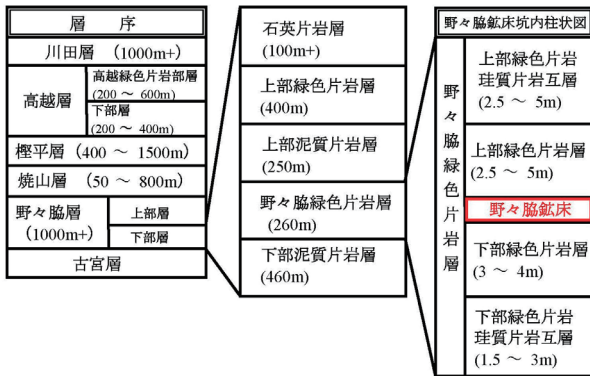 層 序
川田層 (1000m+)
高越層
高越緑色片岩部層
(200 ~ 600m)
下部層
(200 ~ 400m)
樫平層 (400 ~ 1500m)
焼山層 (50 ~ 800m)
野々脇層
(1000m+)
上部層
下部層
古宮層
石英片岩層
(100m+)
上部緑色片岩層
(400m)
上部泥質片岩層
(250m)
野々脇緑色片岩層
(260m)
下部泥質片岩層
(460m)
野々脇鉱床坑内柱状図
野々脇緑色片岩層
上部緑色片岩
珪質片岩互層
(2.5 ~ 5m)
上部緑色片岩層
(2.5 ~ 5m)
野々脇鉱床
下部緑色片岩層
(3 ~ 4m)
下部緑色片岩
珪質片岩互層
(1.5 ~ 3m)